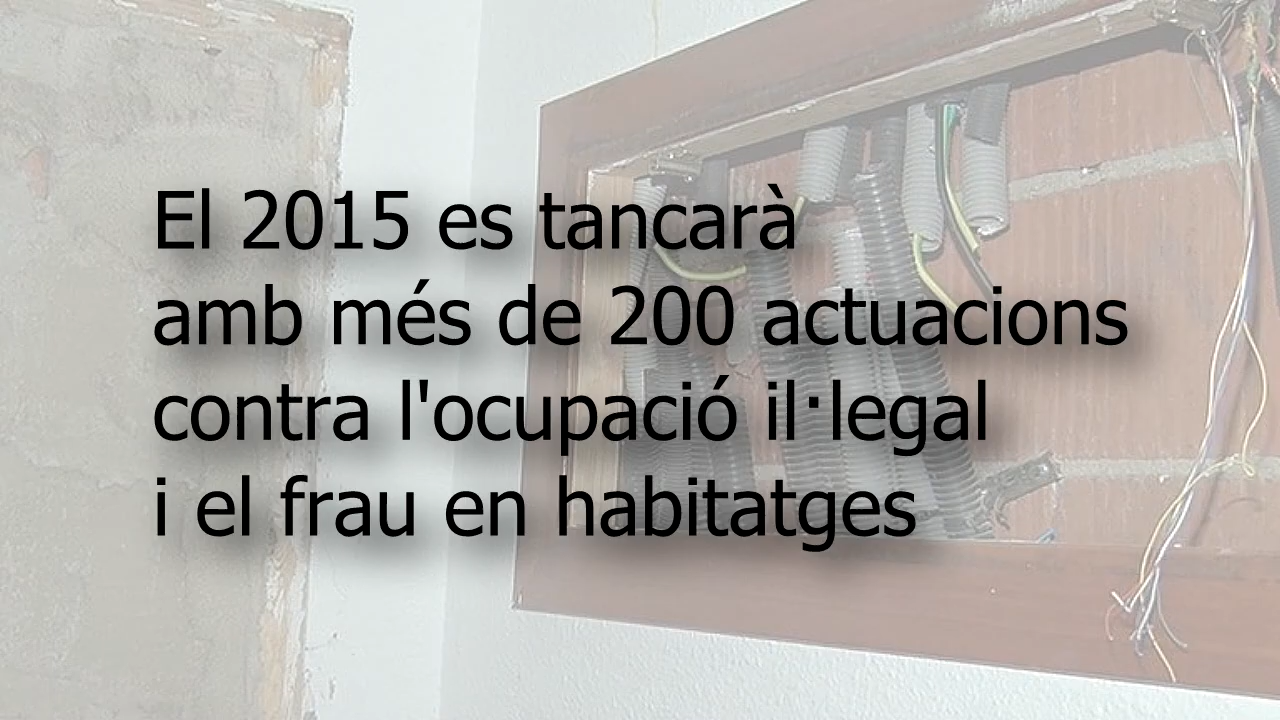 El 2015 es tancarà
amb més de 200 actuacions
contra l'ocupació il·legal
i el frau en habitatges